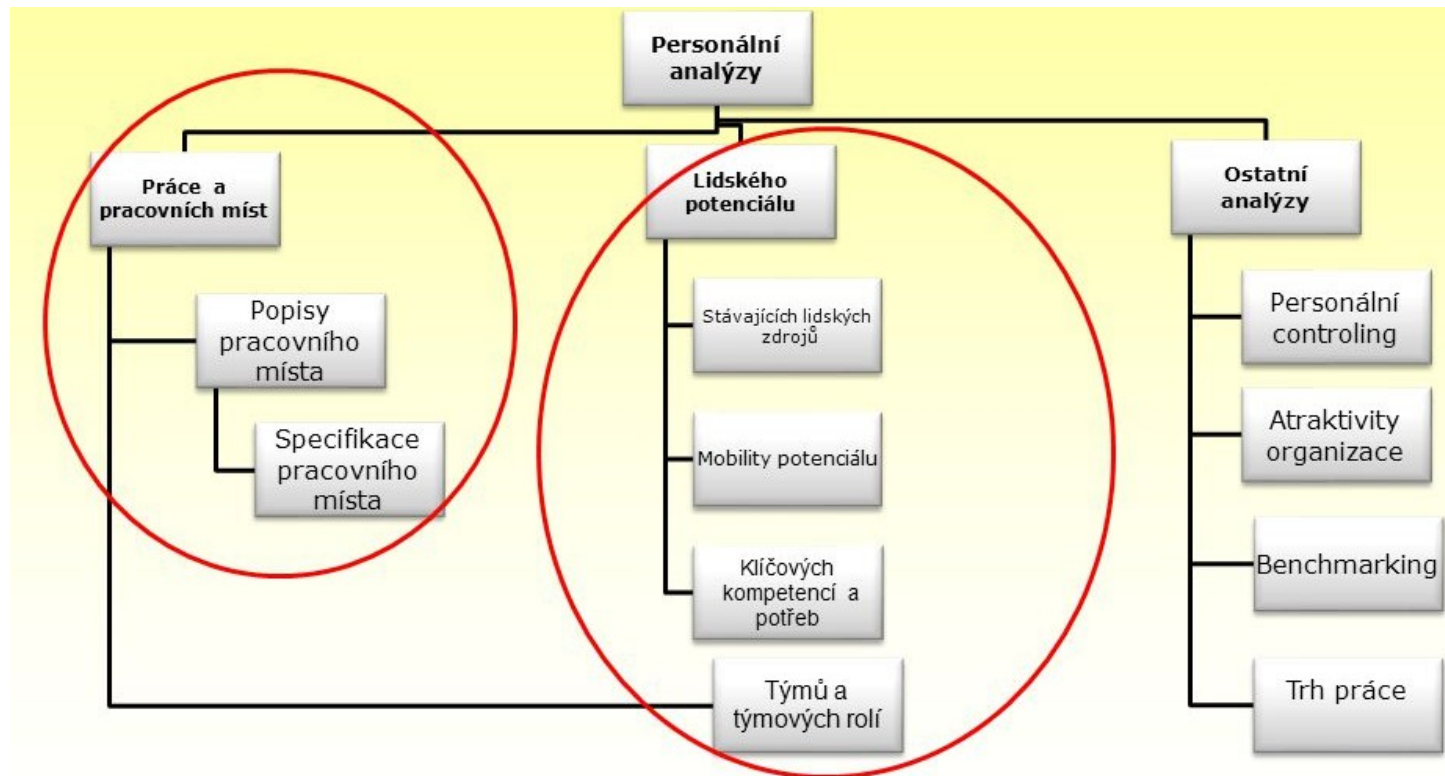 Personální
analýzy
Práce a
pracovních míst
Popisy
pracovního
místa
Specifikace
pracovního
místa
Lidského
potenciálu
Stávajících lidských
zdrojů
Mobility potenciálu
Klíčových
kompetencí a
potřeb
Týmů a
týmových rolí
Ostatní
analýzy
Personální
controling
Atraktivity
organizace
Benchmarking
Trh práce